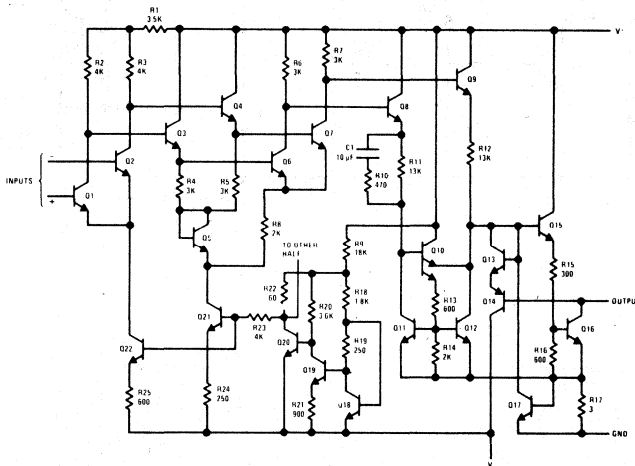 R1
3.5K
V
R2
4K
R3
4K
R6
3K
R7
3K
Q4
Q8
Q9
Q3
Q7
C1
10 µF
R10
470
R11
13K
R12
13K
INPUTS
−
+
Q1
Q2
Q6
R4
3K
R5
3K
R8
2K
Q5
TO OTHER
HALF
R9
18K
Q10
Q13
Q15
R15
300
OUTPUT
R22
60
R20
3.6K
R18
1.8K
R13
600
Q14
Q16
Q21
R23
4K
Q20
R19
250
Q11
Q12
R14
2K
R16
600
Q22
Q19
Q18
R25
600
R24
250
R21
900
Q17
R17
3
GND
V